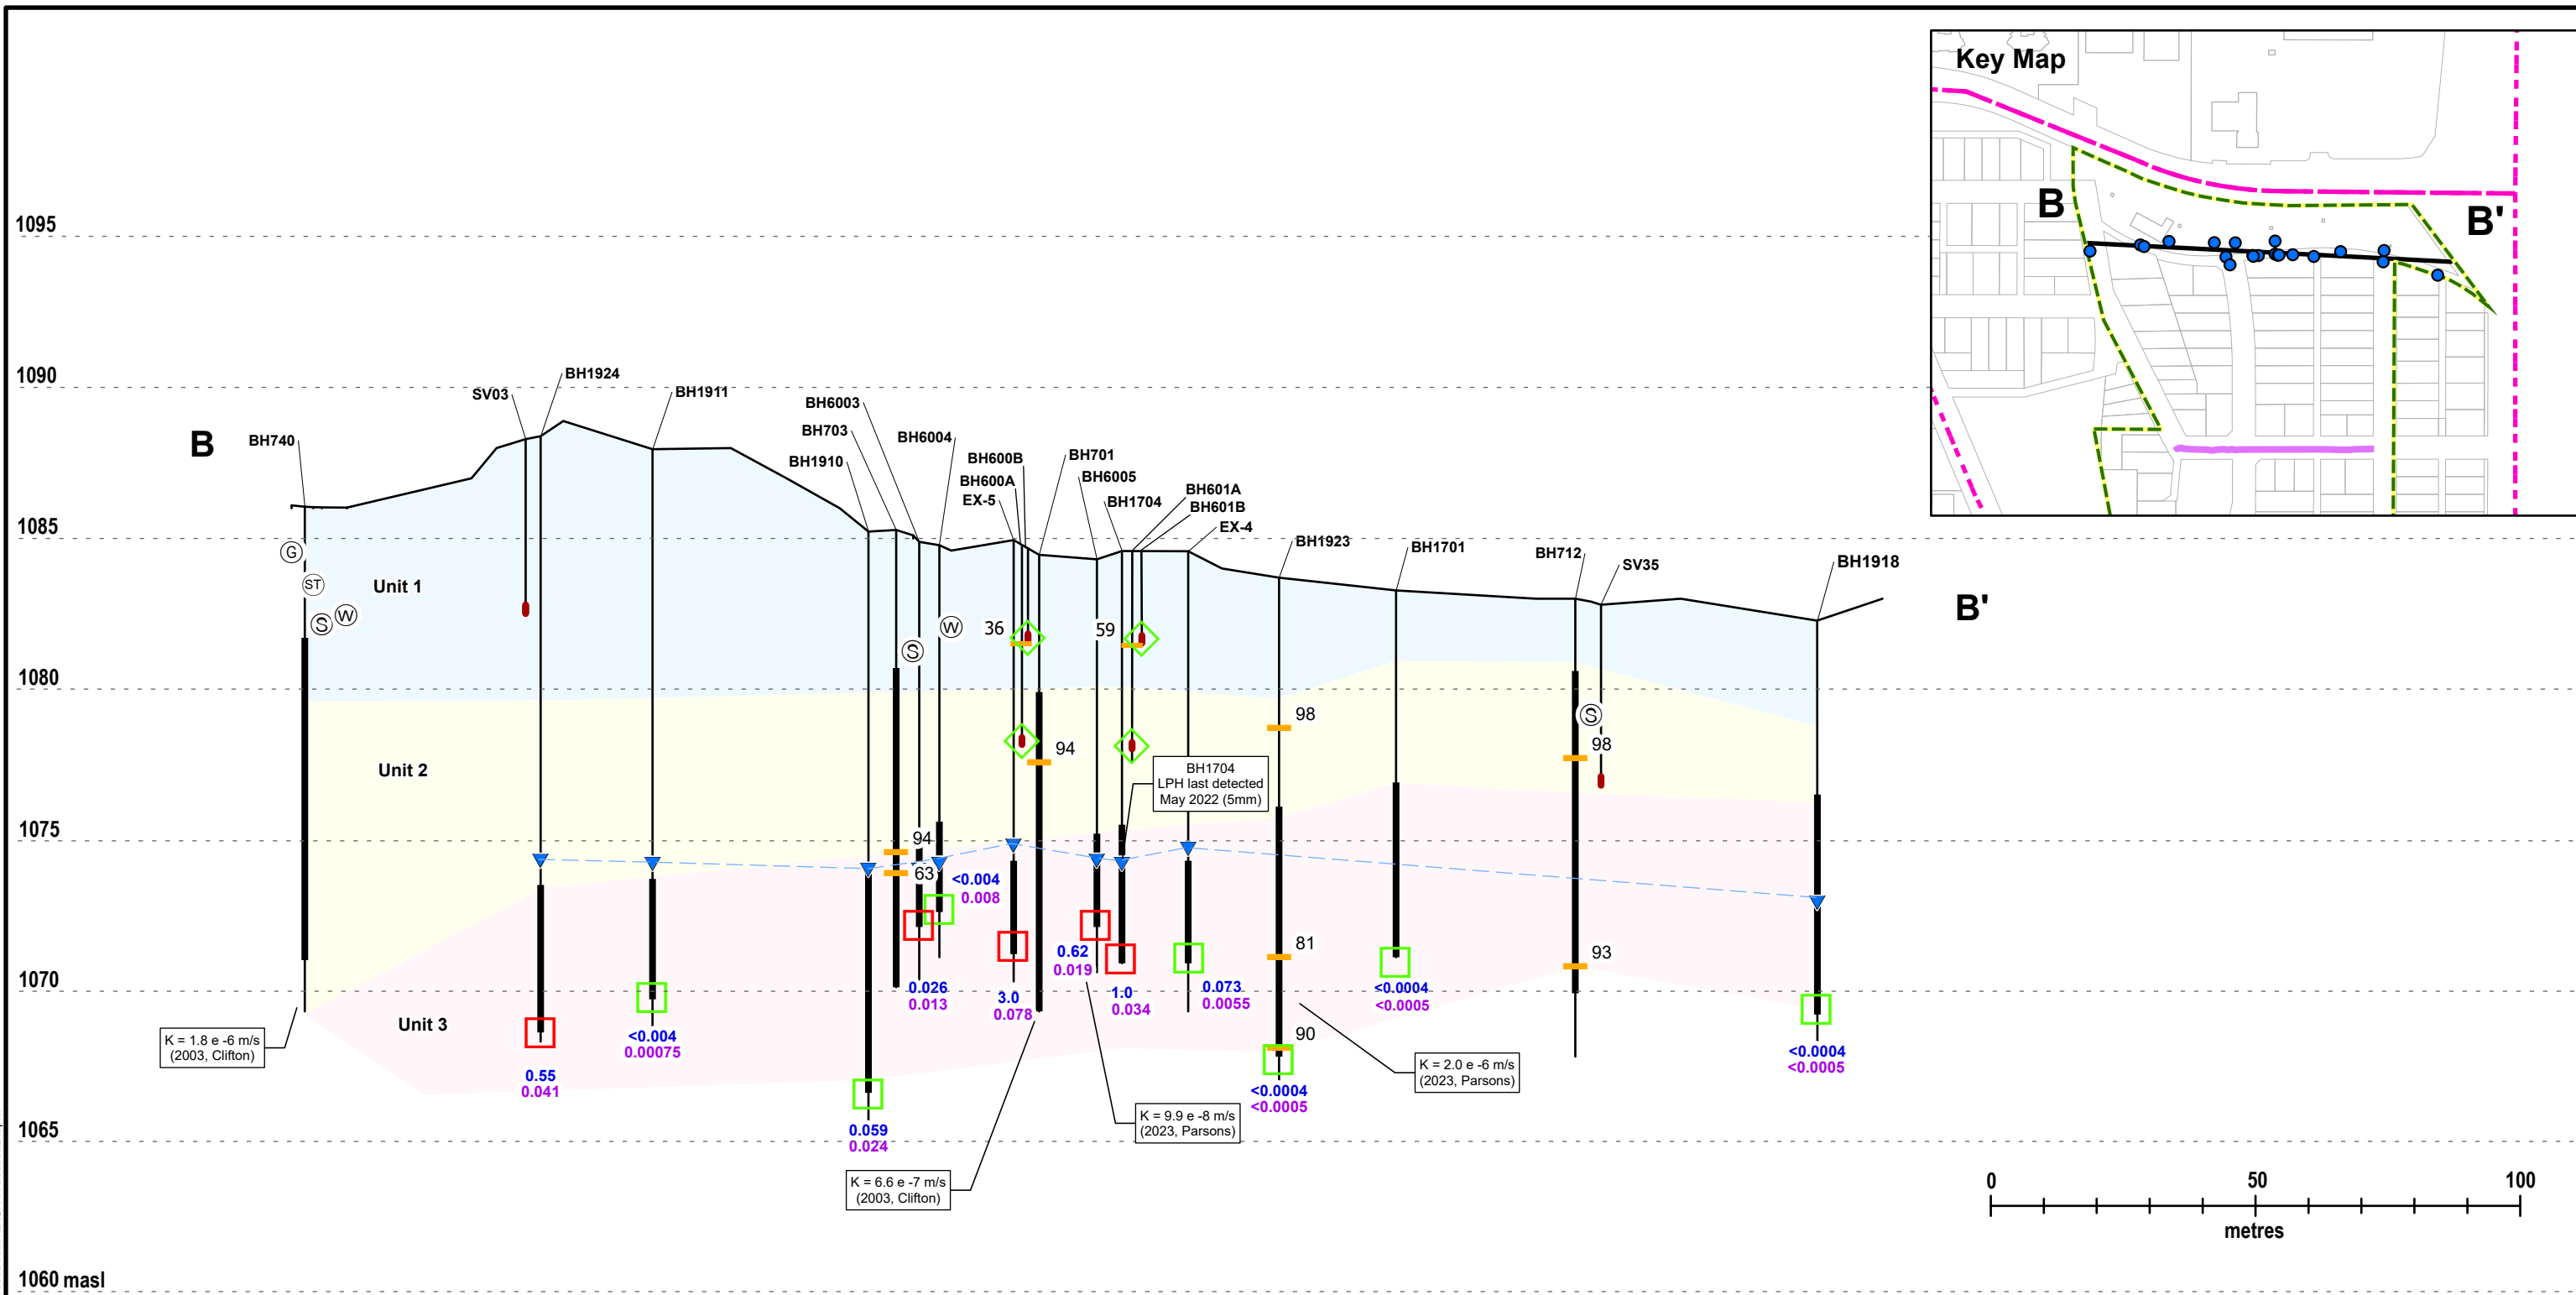 Key Map
B
B'
1095
1090
1085
1080
1075
1070
1065
1060 masl
B
B'
BH740
SV03
BH1924
BH1911
BH6003
BH703
BH1910
BH6004
BH600B
BH600A
EX-5
BH701
BH6005
BH1704
BH601A
BH601B
EX-4
BH1923
BH1701
BH712
SV35
BH1918
G
ST
S
W
Unit 1
Unit 2
Unit 3
S
W
36
59
94
94
63
98
81
90
98
93
S
BH1704
LPH last detected
May 2022 (5mm)
<0.004
0.008
0.62
0.019
0.026
0.013
3.0
0.078
1.0
0.034
0.073
0.0055
<0.0004
<0.0005
0.55
0.041
<0.004
0.00075
0.059
0.024
<0.0004
<0.0005
<0.0004
<0.0005
K = 1.8 e -6 m/s
(2003, Clifton)
K = 6.6 e -7 m/s
(2003, Clifton)
K = 9.9 e -8 m/s
(2023, Parsons)
K = 2.0 e -6 m/s
(2023, Parsons)
0 50 100
metres